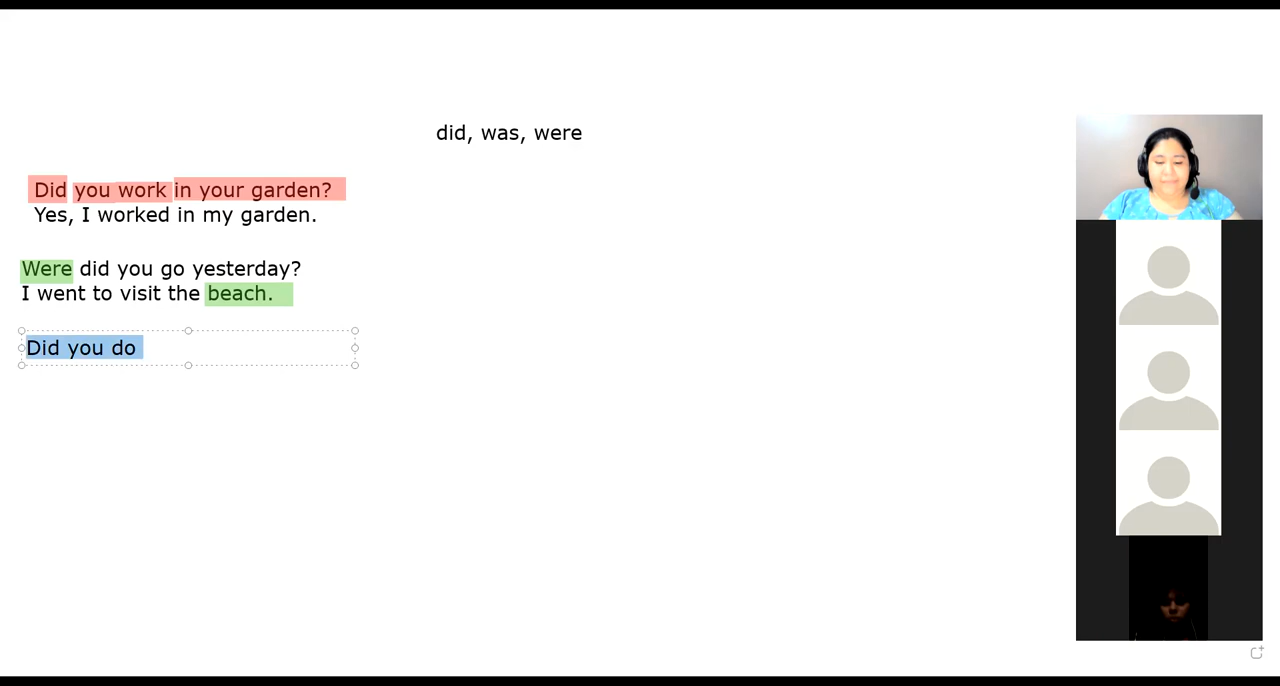 did, was, were
Did you work in your garden?
Yes, I worked in my garden.
Were did you go yesterday?
I went to visit the beach.
Did you do